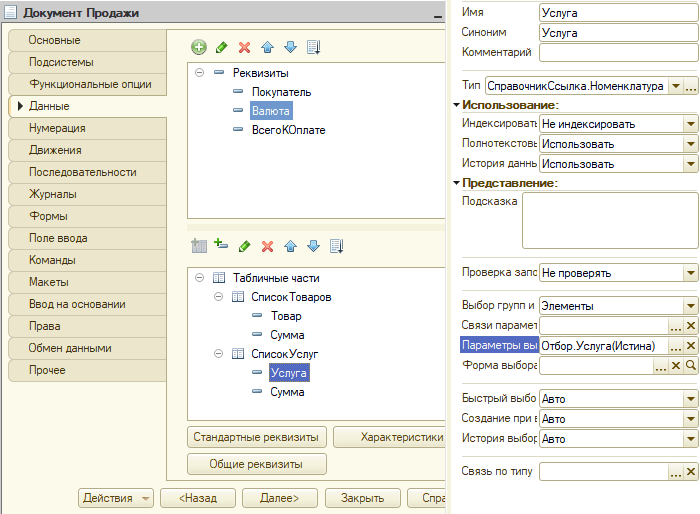 Документ Продажи
Основные
Подсистемы
Функциональные опции
Данные
Нумерация
Движения
Последовательности
Журналы
Формы
Поле ввода
Команды
Макеты
Ввод на основании
Права
Обмен данными
Прочее
Реквизиты
Покупатель
Валюта
ВсегоКОплате
Табличные части
СписокТоваров
Товар
Сумма
СписокУслуг
Услуга
Сумма
Стандартные реквизиты
Характеристики
Общие реквизиты
Действия
<Назад
Далее>
Закрыть
Спра
Имя Услуга
Синоним Услуга
Комментарий
Тип СправочникСсылка.Номенклатура
Использование:
Индексировать Не индексировать
Полнотекстовы Использовать
История данны Использовать
Представление:
Подсказка
Проверка запо Не проверять
Выбор групп и Элементы
Связи парамет
Параметры вы Отбор.Услуга(Истина)
Форма выбора
Быстрый выбо Авто
Создание при в Авто
История выбор Авто
Связь по типу